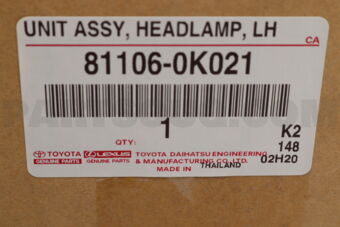 UNIT ASSY, HEADLAMP, LH
CA
81106-0K021
1
K2
QTY:
148
TOYOTA GENUINE PARTS
LEXUS GENUINE PARTS
TOYOTA DAIHATSU ENGINEERING
& MANUFACTURING CO., LTD.
02H20
MADE IN THAILAND